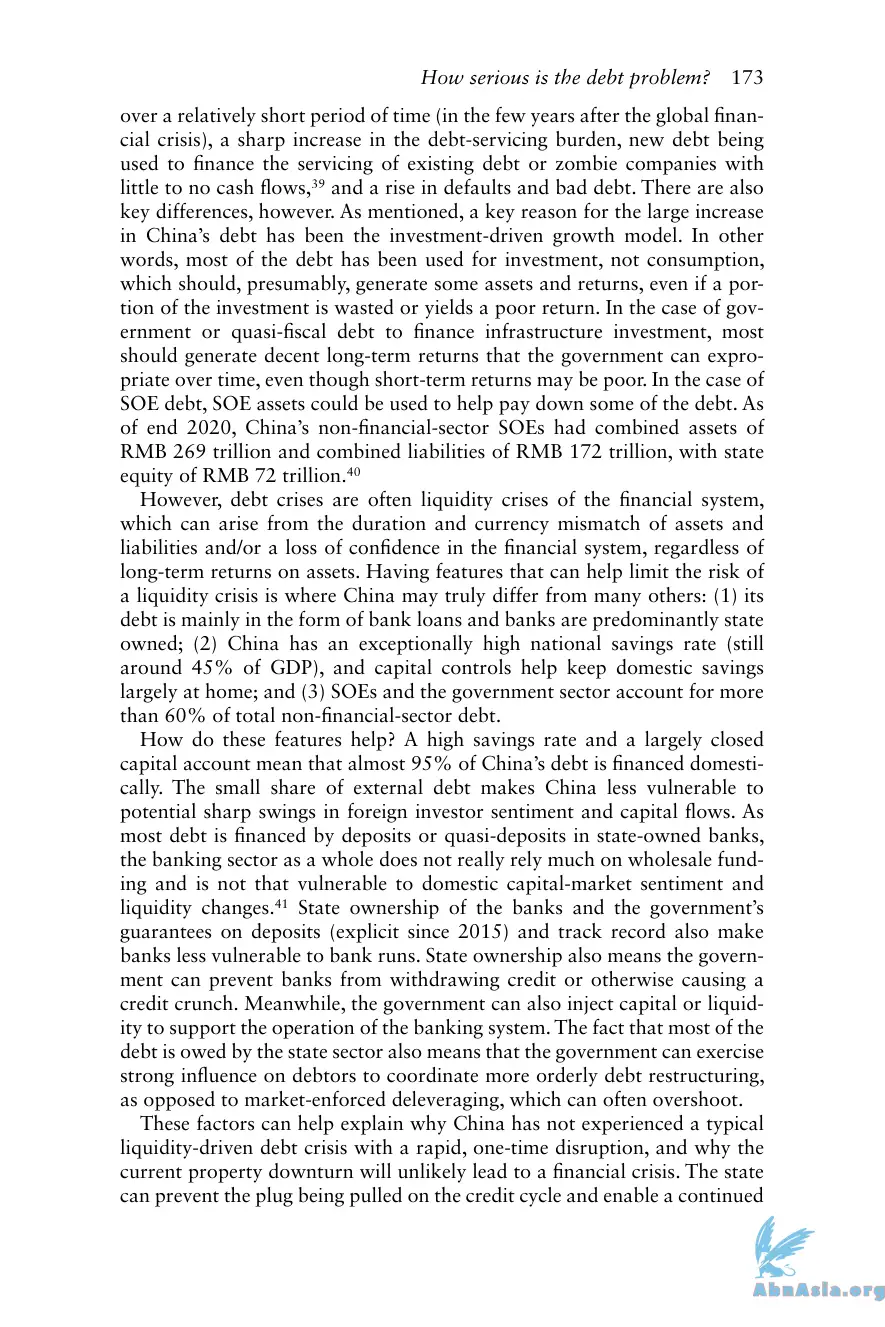 How serious is the debt problem? 173
over a relatively short period of time (in the few years after the global finan-
cial crisis), a sharp increase in the debt-servicing burden, new debt being
used to finance the servicing of existing debt or zombie companies with
little to no cash flows,³⁹ and a rise in defaults and bad debt. There are also
key differences, however. As mentioned, a key reason for the large increase
in China’s debt has been the investment-driven growth model. In other
words, most of the debt has been used for investment, not consumption,
which should, presumably, generate some assets and returns, even if a por-
tion of the investment is wasted or yields a poor return. In the case of gov-
ernment or quasi-fiscal debt to finance infrastructure investment, most
should generate decent long-term returns that the government can expro-
priate over time, even though short-term returns may be poor. In the case of
SOE debt, SOE assets could be used to help pay down some of the debt. As
of end 2020, China’s non-financial-sector SOEs had combined assets of
RMB 269 trillion and combined liabilities of RMB 172 trillion, with state
equity of RMB 72 trillion.⁴⁰
However, debt crises are often liquidity crises of the financial system,
which can arise from the duration and currency mismatch of assets and
liabilities and/or a loss of confidence in the financial system, regardless of
long-term returns on assets. Having features that can help limit the risk of
a liquidity crisis is where China may truly differ from many others: (1) its
debt is mainly in the form of bank loans and banks are predominantly state
owned; (2) China has an exceptionally high national savings rate (still
around 45% of GDP), and capital controls help keep domestic savings
largely at home; and (3) SOEs and the government sector account for more
than 60% of total non-financial-sector debt.
How do these features help? A high savings rate and a largely closed
capital account mean that almost 95% of China’s debt is financed domesti-
cally. The small share of external debt makes China less vulnerable to
potential sharp swings in foreign investor sentiment and capital flows. As
most debt is financed by deposits or quasi-deposits in state-owned banks,
the banking sector as a whole does not really rely much on wholesale fund-
ing and is not that vulnerable to domestic capital-market sentiment and
liquidity changes.⁴¹ State ownership of the banks and the government’s
guarantees on deposits (explicit since 2015) and track record also make
banks less vulnerable to bank runs. State ownership also means the govern-
ment can prevent banks from withdrawing credit or otherwise causing a
credit crunch. Meanwhile, the government can also inject capital or liquid-
ity to support the operation of the banking system. The fact that most of the
debt is owed by the state sector also means that the government can exercise
strong influence on debtors to coordinate more orderly debt restructuring,
as opposed to market-enforced deleveraging, which can often overshoot.
These factors can help explain why China has not experienced a typical
liquidity-driven debt crisis with a rapid, one-time disruption, and why the
current property downturn will unlikely lead to a financial crisis. The state
can prevent the plug being pulled on the credit cycle and enable a continued
AbnAsia.org